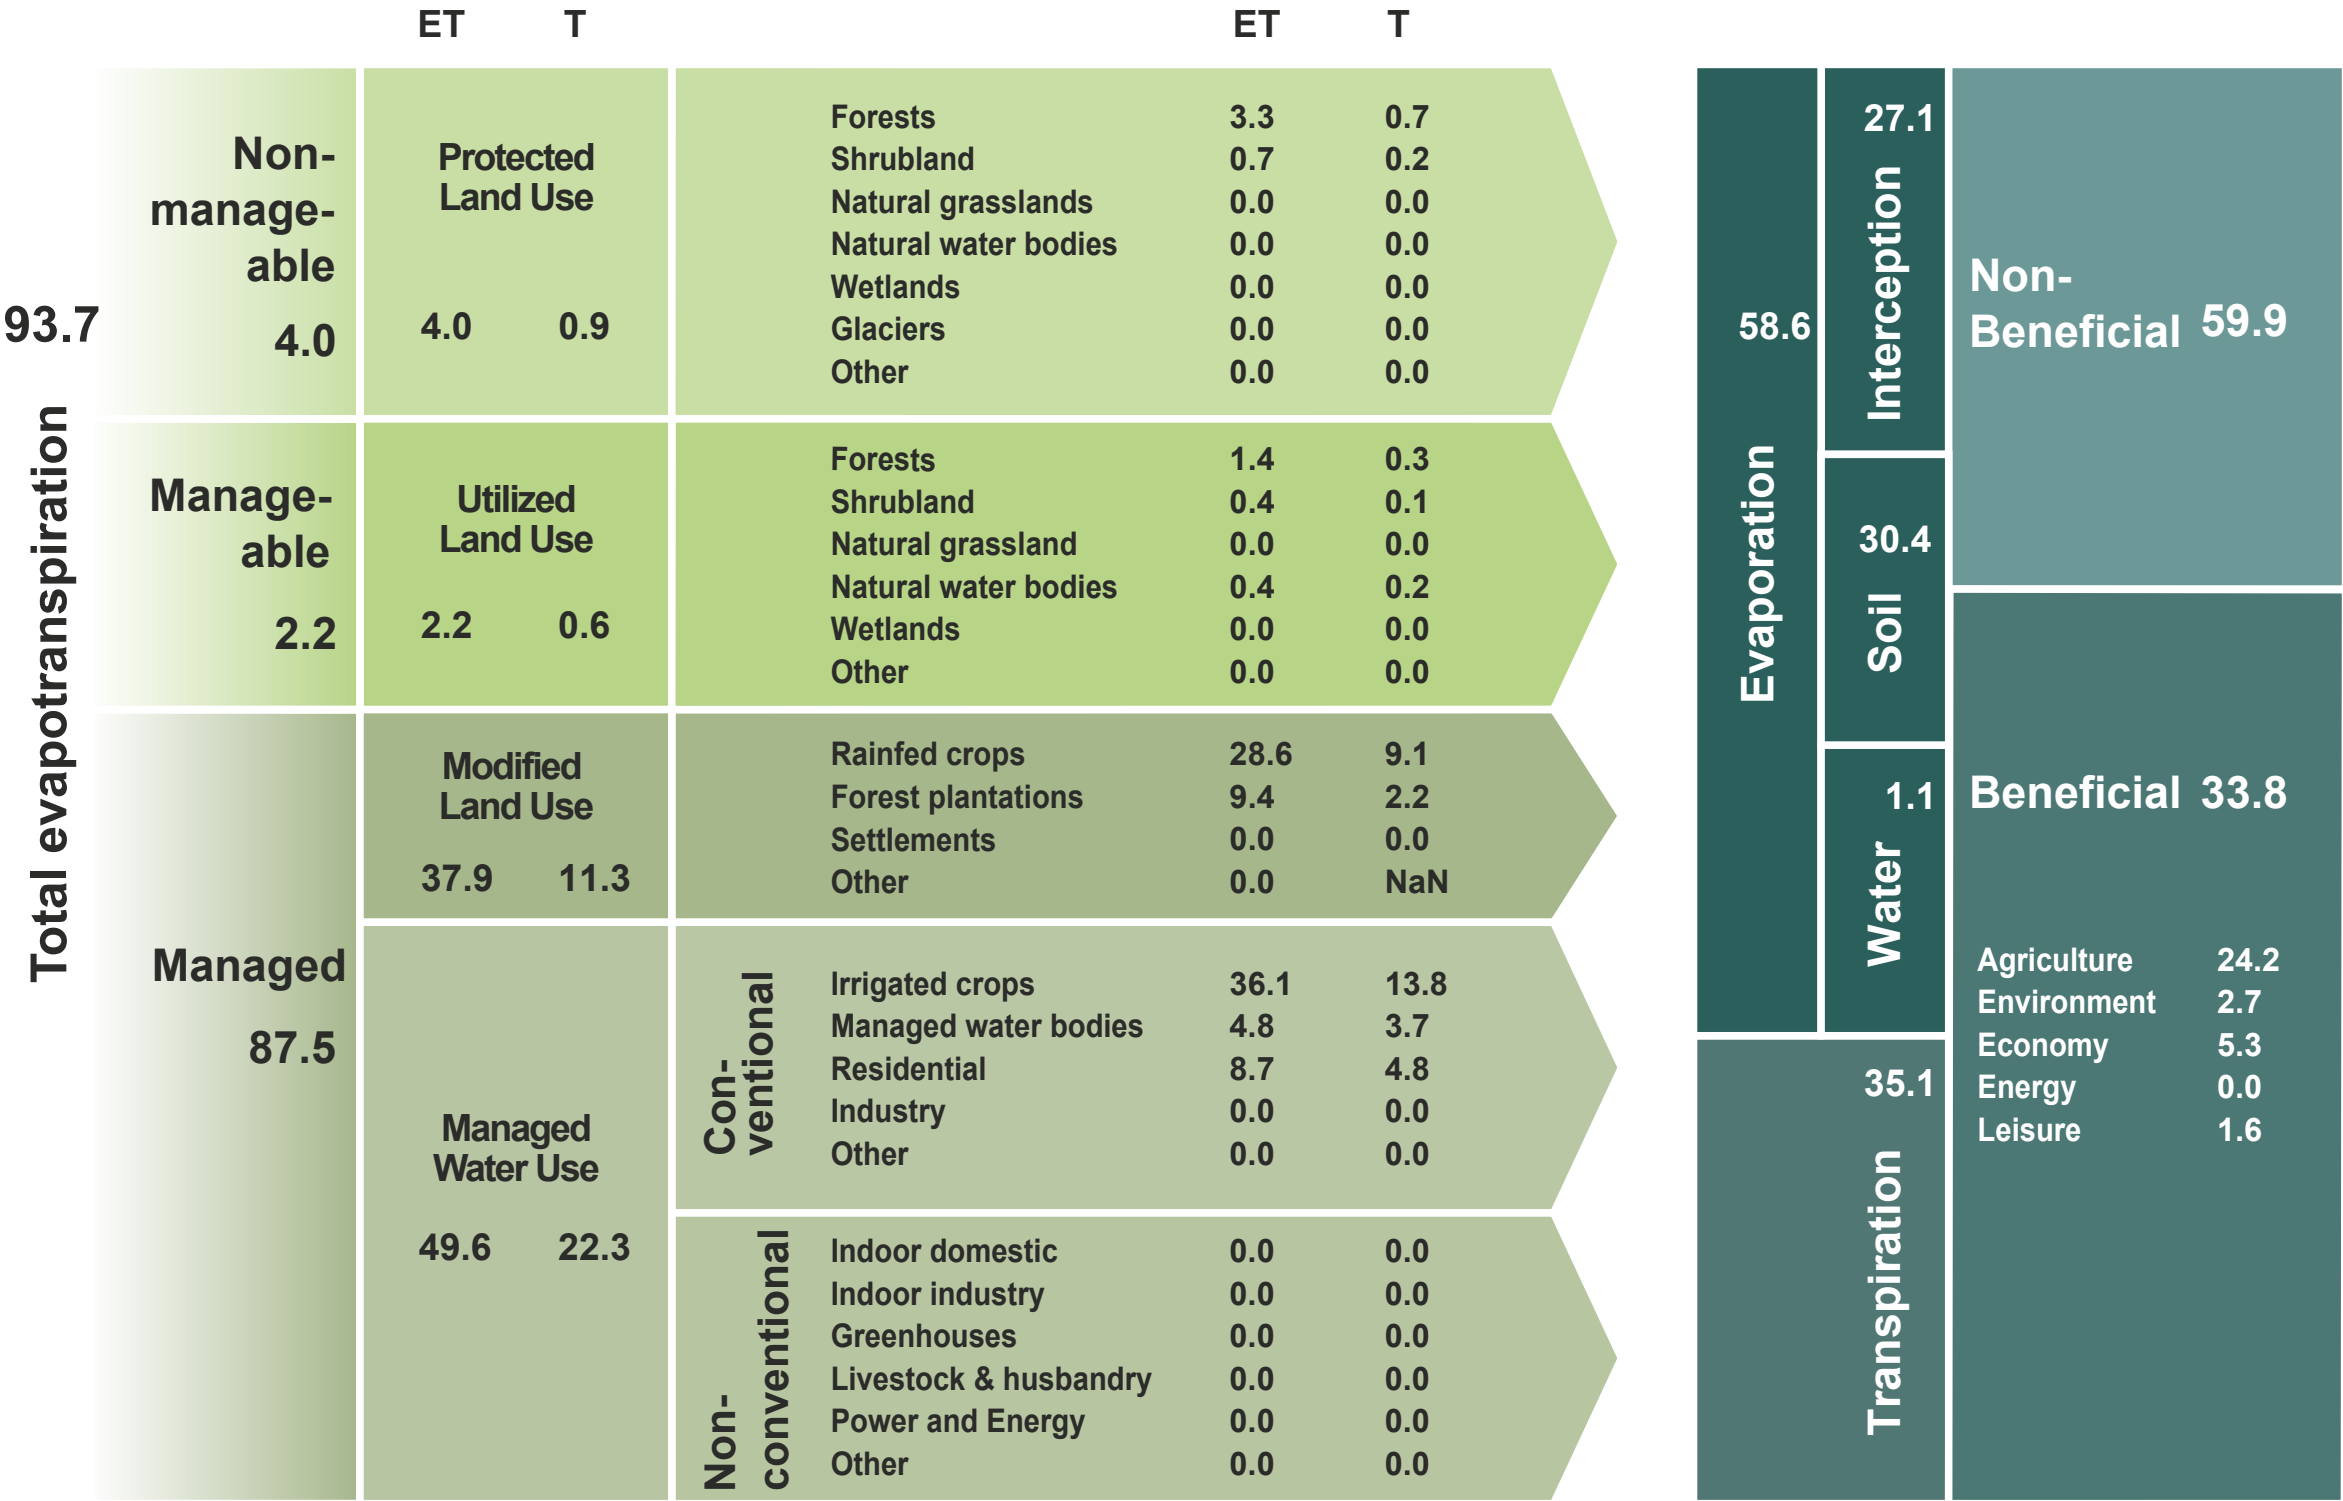 ET T ET T
93.7
Total evapotranspiration
Non-
manage-
able
4.0
Protected
Land Use
4.0 0.9
Forests 3.3 0.7
Shrubland 0.7 0.2
Natural grasslands 0.0 0.0
Natural water bodies 0.0 0.0
Wetlands 0.0 0.0
Glaciers 0.0 0.0
Other 0.0 0.0
Manage-
able
2.2
Utilized
Land Use
2.2 0.6
Forests 1.4 0.3
Shrubland 0.4 0.1
Natural grassland 0.0 0.0
Natural water bodies 0.4 0.2
Wetlands 0.0 0.0
Other 0.0 0.0
Managed
87.5
Modified
Land Use
37.9 11.3
Rainfed crops 28.6 9.1
Forest plantations 9.4 2.2
Settlements 0.0 0.0
Other 0.0 NaN
Managed
Water Use
49.6 22.3
Con-
ventional
Irrigated crops 36.1 13.8
Managed water bodies 4.8 3.7
Residential 8.7 4.8
Industry 0.0 0.0
Other 0.0 0.0
Non-
conventional
Indoor domestic 0.0 0.0
Indoor industry 0.0 0.0
Greenhouses 0.0 0.0
Livestock & husbandry 0.0 0.0
Power and Energy 0.0 0.0
Other 0.0 0.0
58.6
Evaporation
27.1
Interception
30.4
Soil
1.1
Water
35.1
Transpiration
Non-
Beneficial 59.9
Beneficial 33.8
Agriculture 24.2
Environment 2.7
Economy 5.3
Energy 0.0
Leisure 1.6